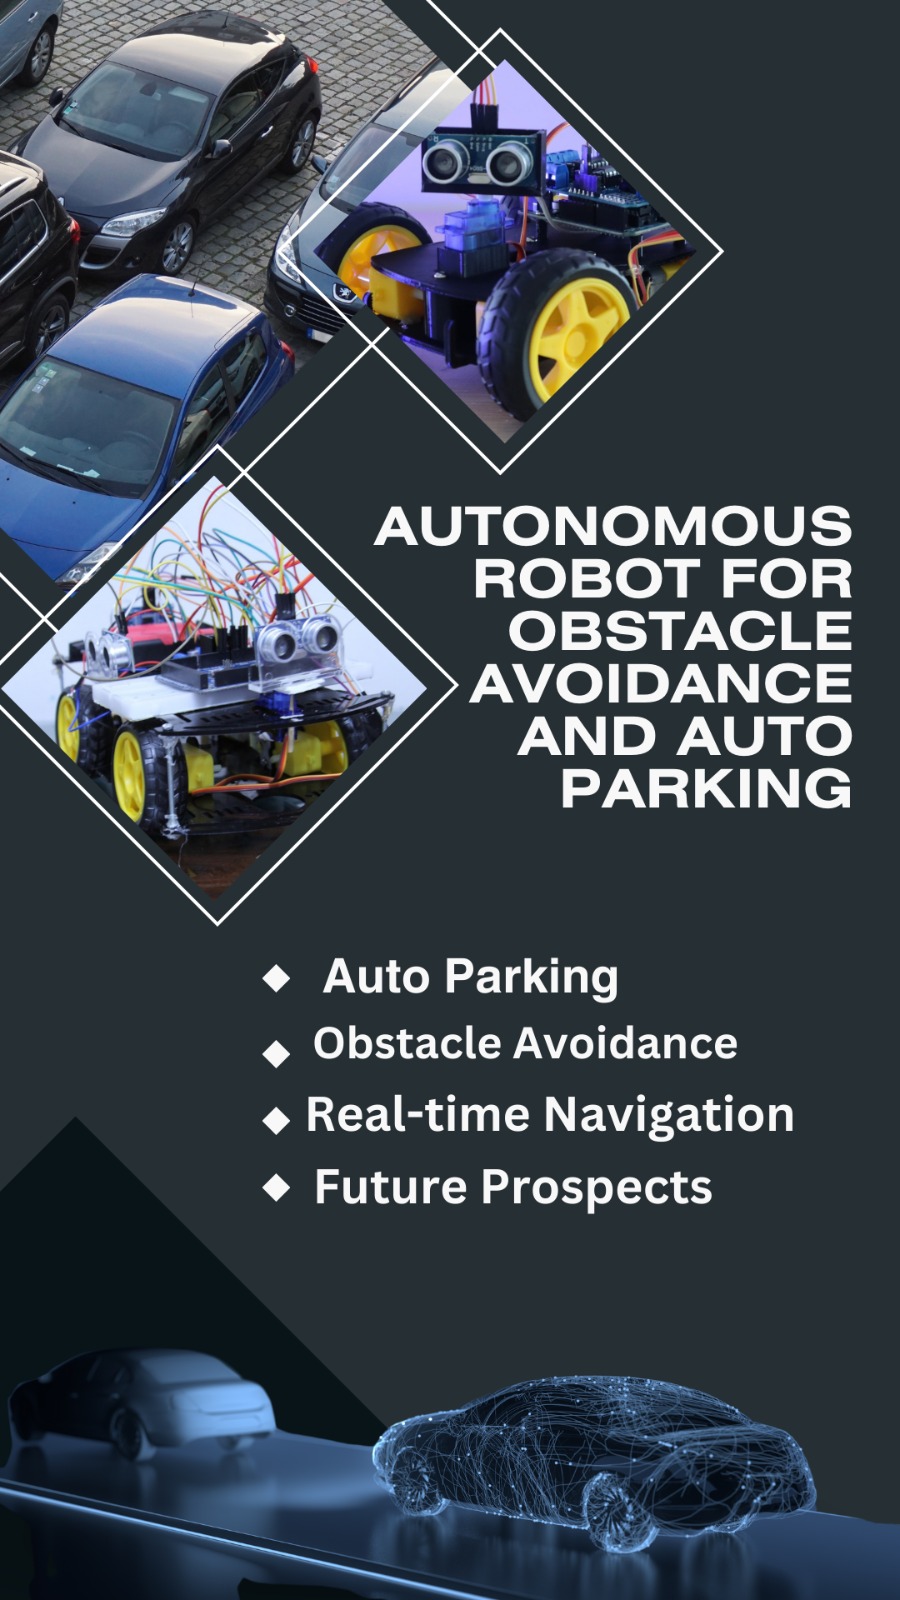 AUTONOMOUS
ROBOT FOR
OBSTACLE
AVOIDANCE
AND AUTO
PARKING
Auto Parking
Obstacle Avoidance
Real-time Navigation
Future Prospects